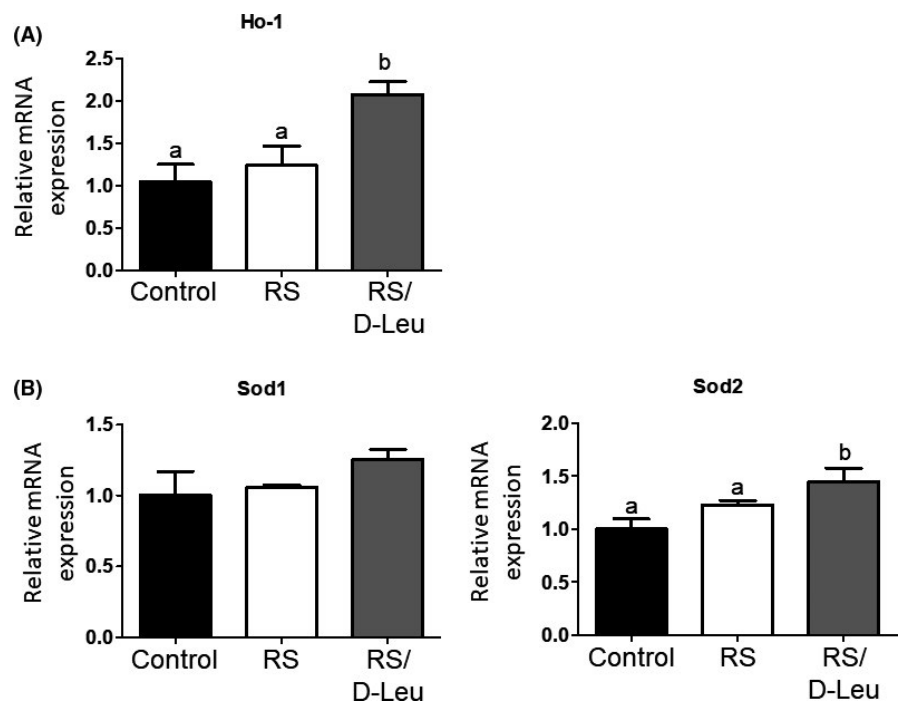 (A)
Ho-1
Relative mRNA
expression
2.5
2.0
1.5
1.0
0.5
0.0
a
a
b
Control
RS
RS/
D-Leu
(B)
Sod1
Relative mRNA
expression
1.5
1.0
0.5
0.0
Control
RS
RS/
D-Leu
Sod2
Relative mRNA
expression
2.0
1.5
1.0
0.5
0.0
a
a
b
Control
RS
RS/
D-Leu